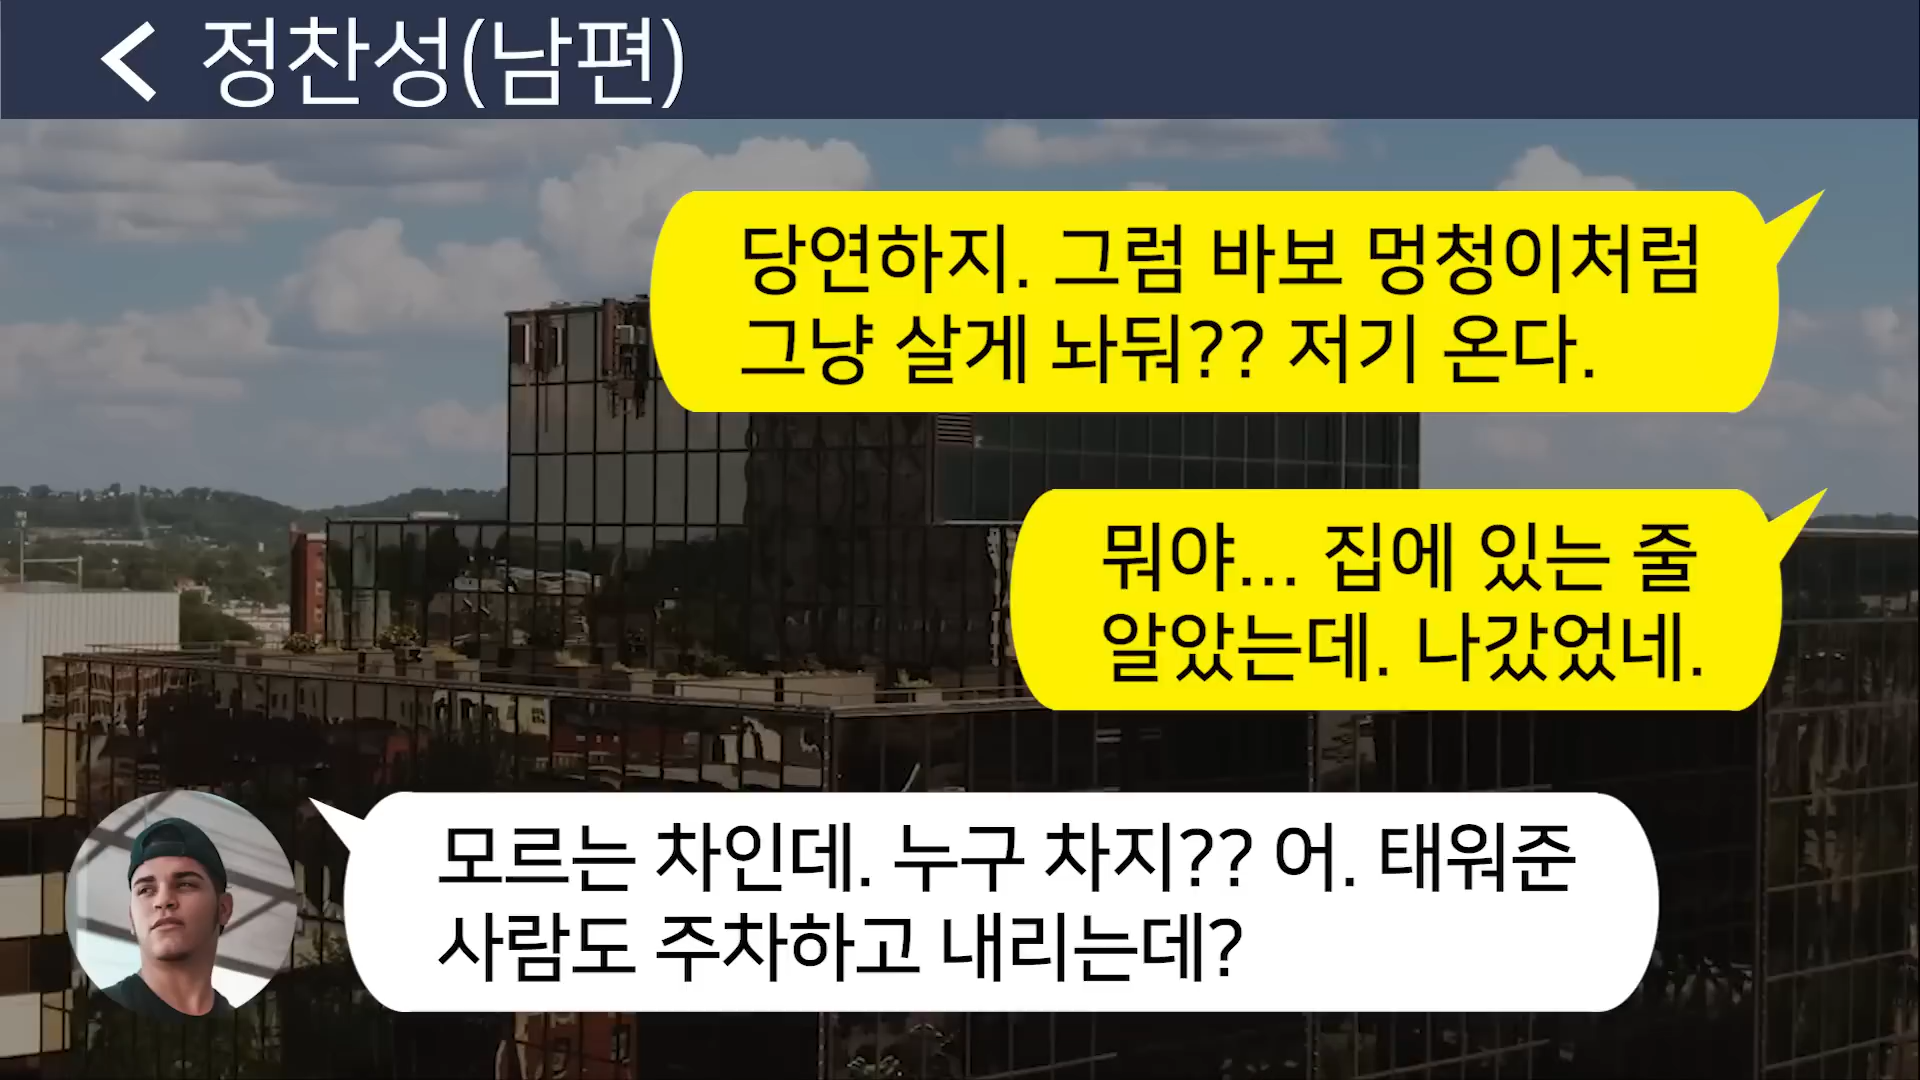 정찬성(남편)
당연하지. 그럼 바보 멍청이처럼
그냥 살게 놔둬?? 저기 온다.
뭐야... 집에 있는 줄
알았는데. 나갔었네.
모르는 차인데. 누구 차지?? 어. 태워준
사람도 주차하고 내리는데?